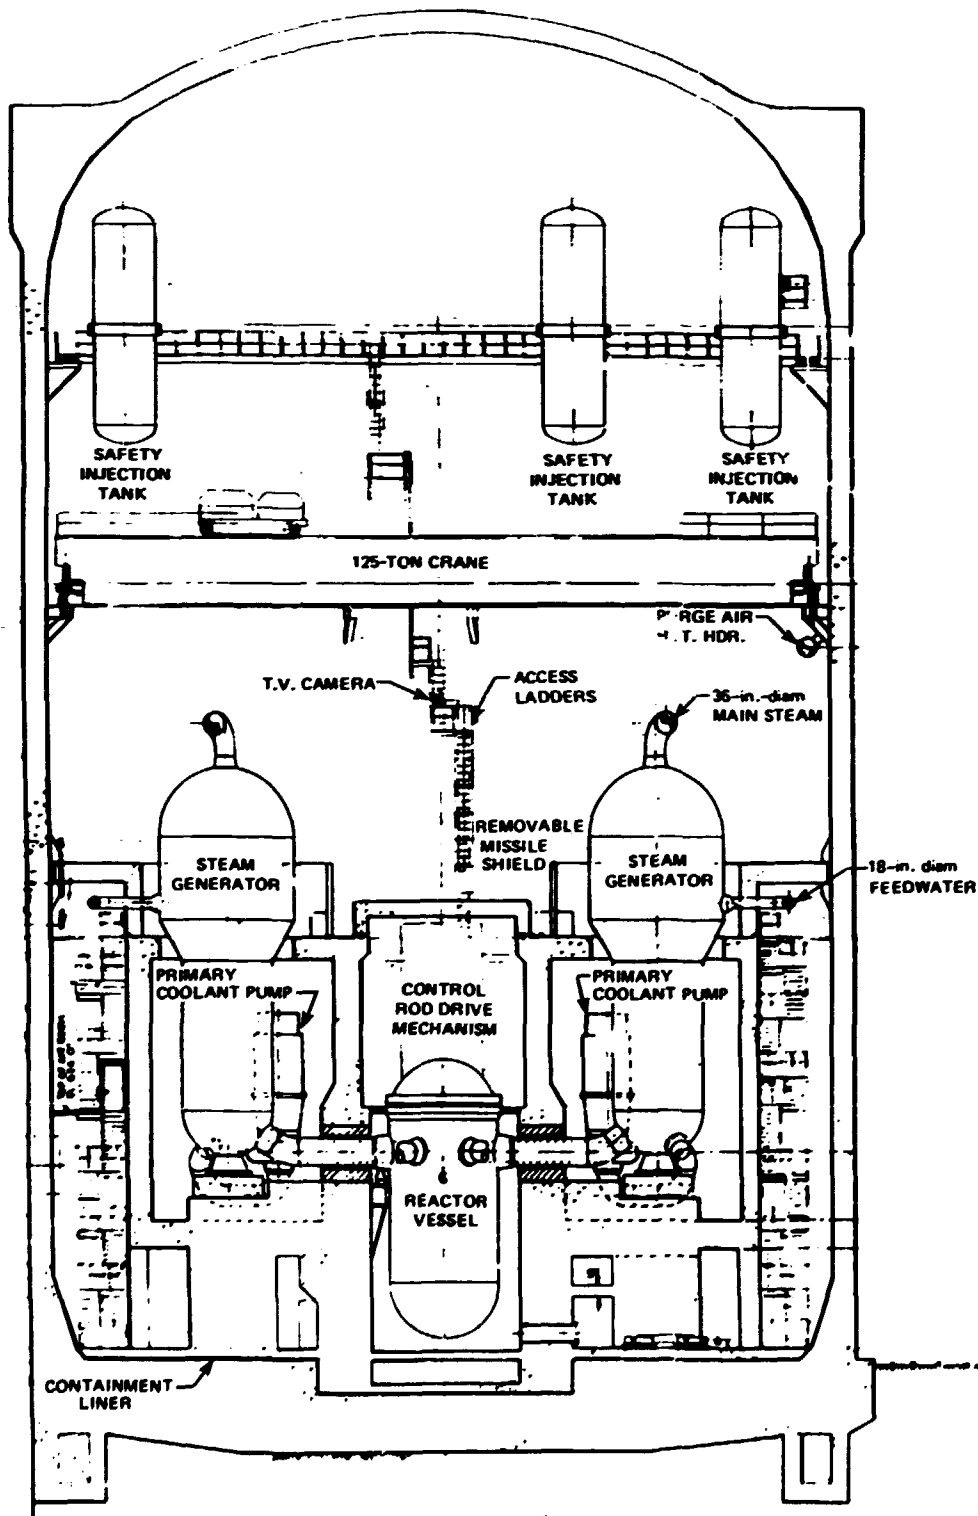 SAFETY
INJECTION
TANK
SAFETY
INJECTION
TANK
SAFETY
INJECTION
TANK
125-TON CRANE
AIR
HDR.
T.V. CAMERA
ACCESS
LADDERS
36-in.-diam
MAIN STEAM
REMOVABLE
MISSILE
SHIELD
STEAM
GENERATOR
STEAM
GENERATOR
18-in. diam
FEEDWATER
PRIMARY
COOLANT PUMP
CONTROL
ROD DRIVE
MECHANISM
PRIMARY
COOLANT PUMP
REACTOR
VESSEL
CONTAINMENT
LINER